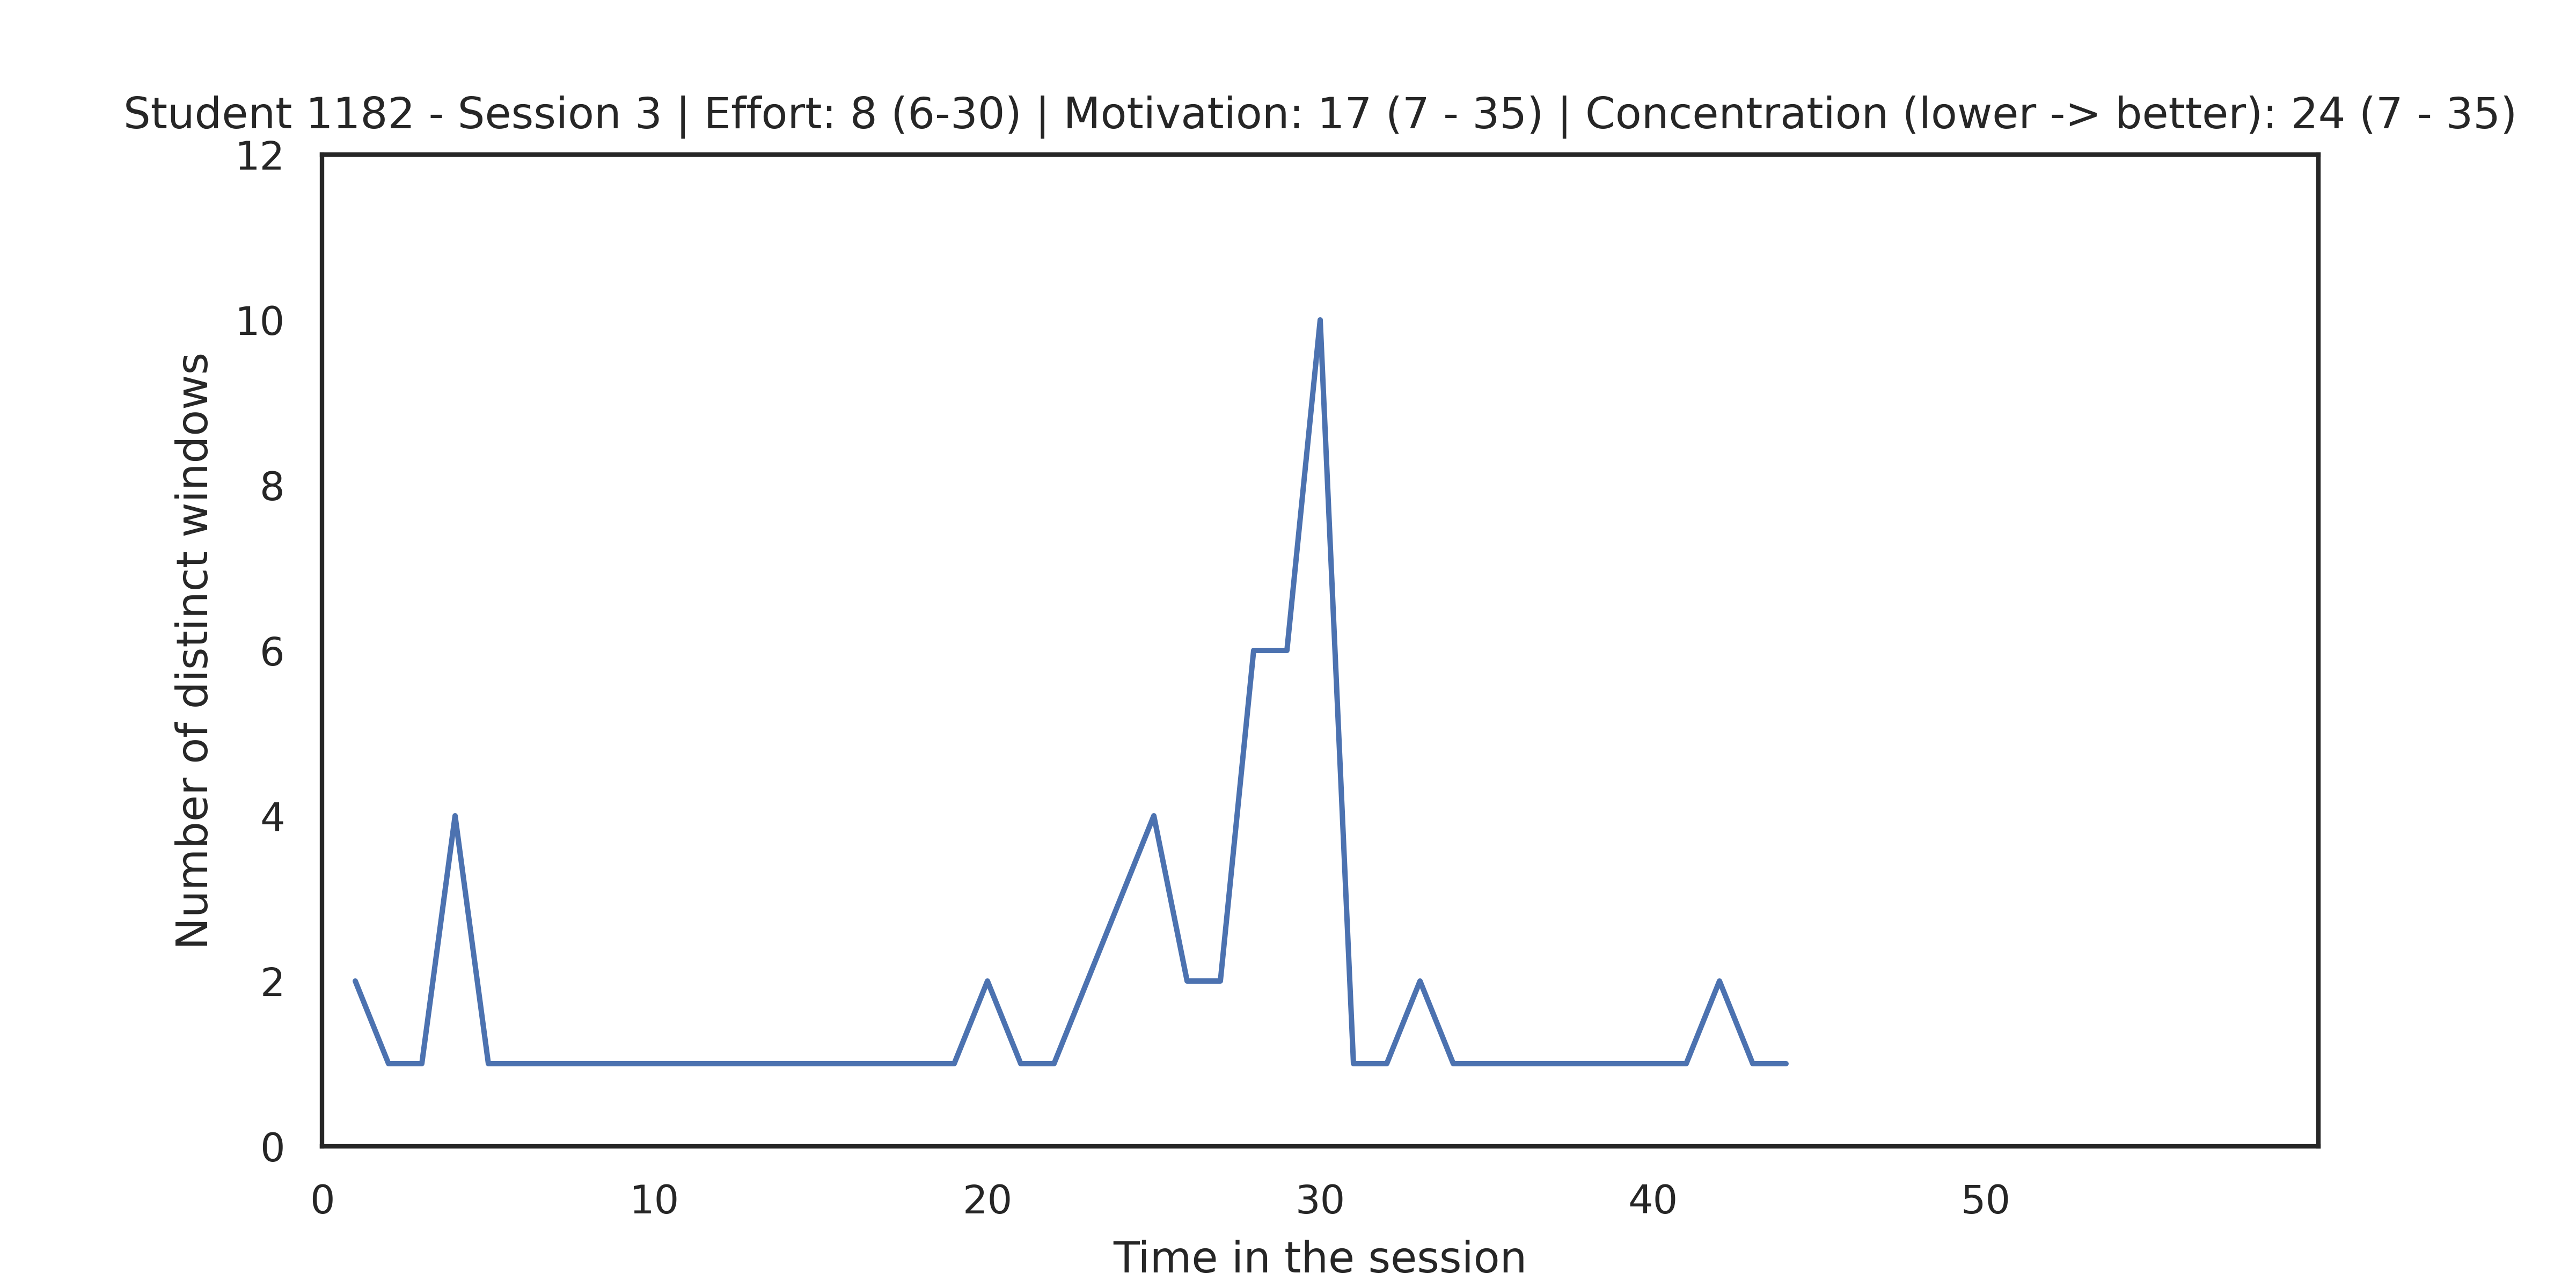 Student 1182 - Session 3 | Effort: 8 (6-30) | Motivation: 17 (7 - 35) | Concentration (lower -> better): 24 (7 - 35)
12
10
8
6
4
2
0
Number of distinct windows
0 10 20 30 40 50
Time in the session